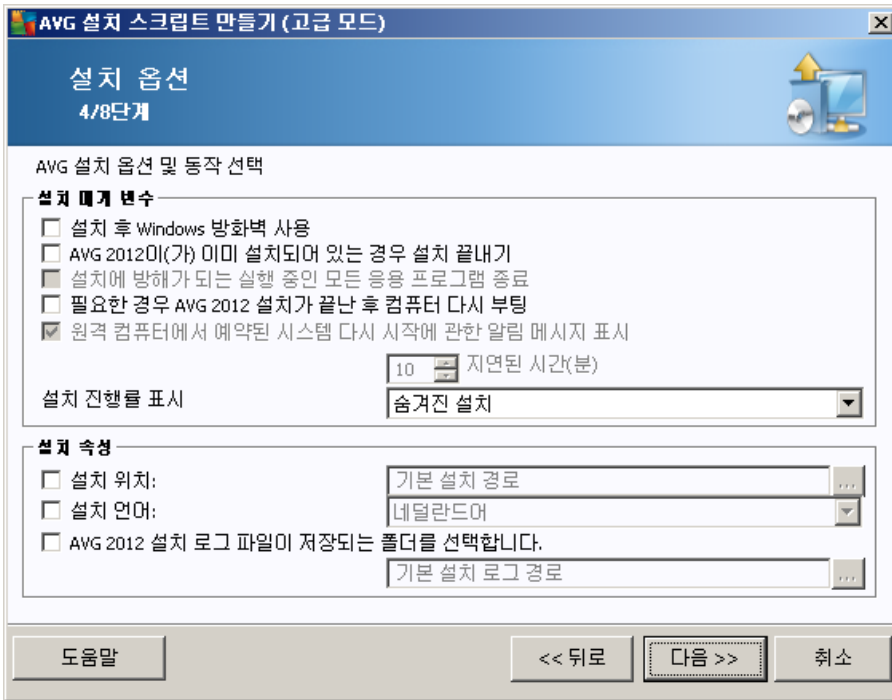 AVG 설치 스크립트 만들기 (고급 모드)
설치 옵션
4/8단계
AVG 설치 옵션 및 동작 선택
설치 매개 변수
설치 후 Windows 방화벽 사용
AVG 2012이(가) 이미 설치되어 있는 경우 설치 끝내기
설치에 방해가 되는 실행 중인 모든 응용 프로그램 종료
필요한 경우 AVG 2012 설치가 끝난 후 컴퓨터 다시 부팅
원격 컴퓨터에서 예약된 시스템 다시 시작에 관한 알림 메시지 표시
10 지연된 시간(분)
설치 진행률 표시 숨겨진 설치
설치 속성
설치 위치: 기본 설치 경로 ...
설치 언어: 네덜란드어
AVG 2012 설치 로그 파일이 저장되는 폴더를 선택합니다.
기본 설치 로그 경로 ...
도움말 << 뒤로 다음 >> 취소